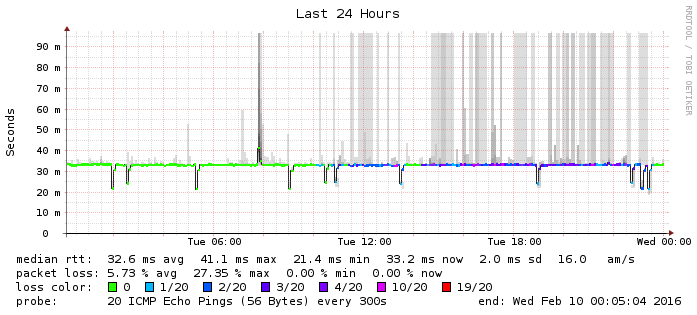 Last 24 Hours
RRDTOOL / TOBI OETIKER
Seconds
90 m
80 m
70 m
60 m
50 m
40 m
30 m
20 m
10 m
0
Tue 06:00 Tue 12:00 Tue 18:00 Wed 00:00
median rtt: 32.6 ms avg 41.1 ms max 21.4 ms min 33.2 ms now 2.0 ms sd 16.0 am/s
packet loss: 5.73 % avg 27.35 % max 0.00 % min 0.00 % now
loss color: 0 1/20 2/20 3/20 4/20 10/20 19/20
probe: 20 ICMP Echo Pings (56 Bytes) every 300s end: Wed Feb 10 00:05:04 2016